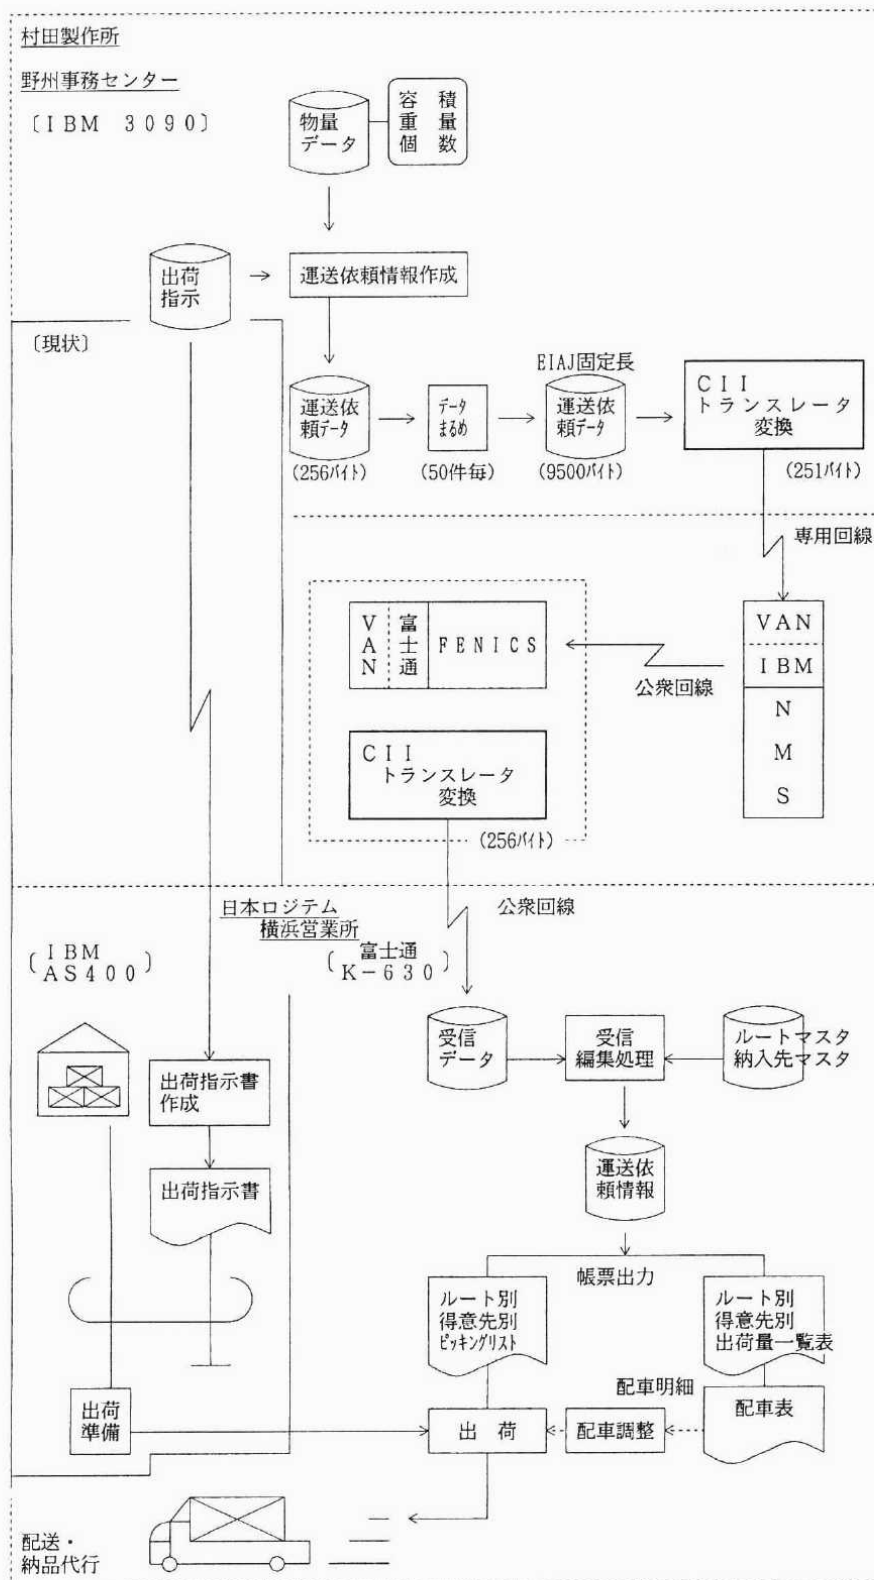 村田製作所
野州事務センター
〔IBM 3090〕
物量
データ
容積
重量
個数
出荷
指示
運送依頼情報作成
〔現状〕
運送依
頼データ
(256バイト)
データ
まるめ
(50件毎)
EIAJ固定長
運送依
頼データ
(9500バイト)
CII
トランスレータ
変換
(251バイト)
専用回線
VAN
IBM
N
M
S
公衆回線
VAN
富士通
FENICS
CII
トランスレータ
変換
(256バイト)
公衆回線
日本ロジテム
横浜営業所
〔IBM
AS400〕
〔富士通
K-630〕
受信
データ
受信
編集処理
ルートマスタ
納入先マスタ
出荷指示書
作成
出荷指示書
運送依
頼情報
帳票出力
ルート別
得意先別
ピッキングリスト
ルート別
得意先別
出荷量一覧表
配車明細
配車表
出荷
準備
出荷
配車調整
配送・
納品代行